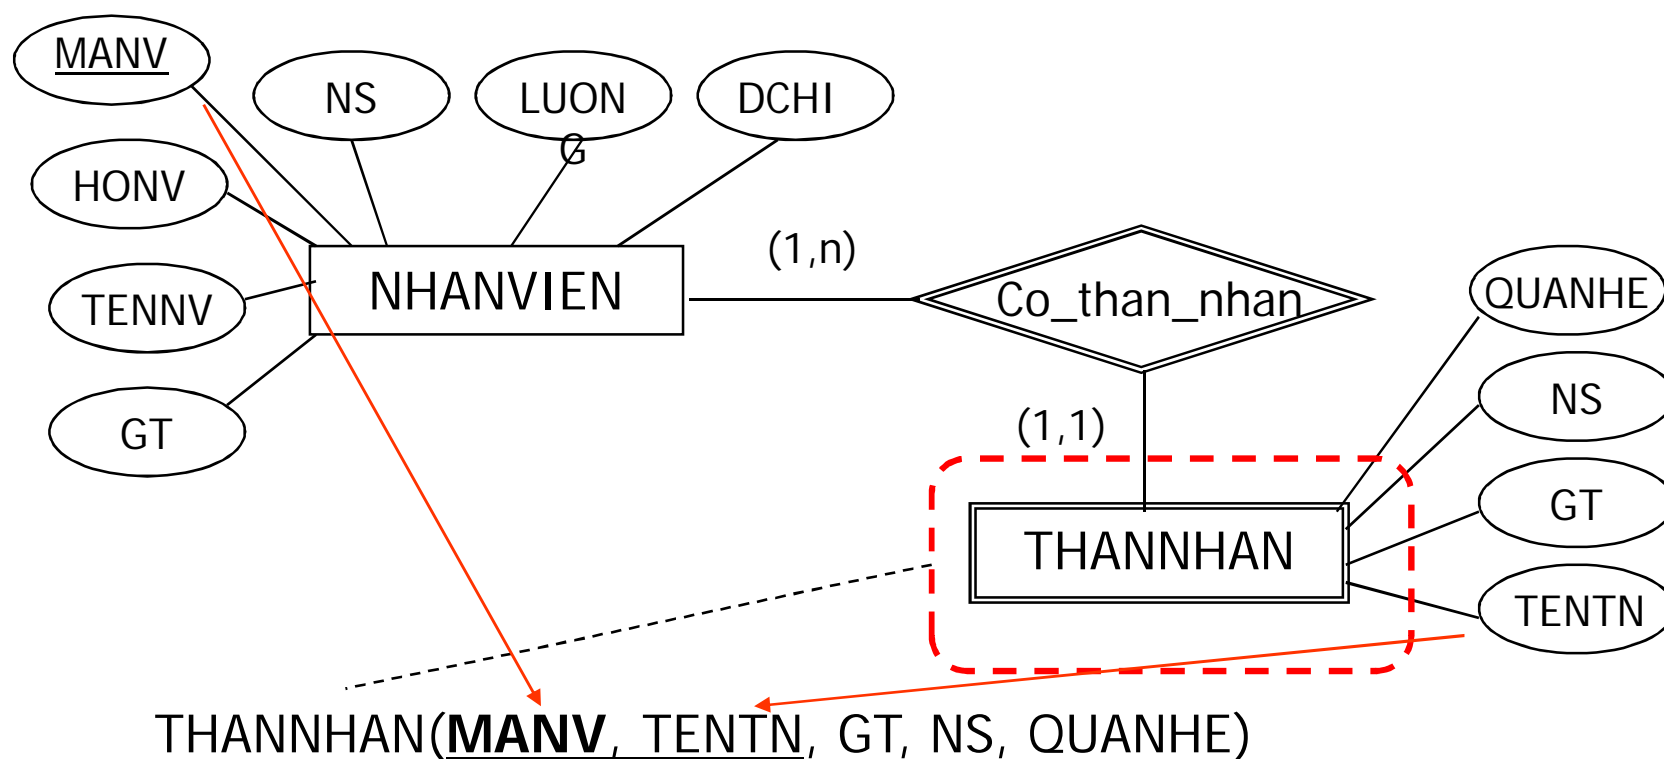 MANV
NS
LUON
G
DCHI
HONV
TENNV
GT
NHANVIEN
(1,n)
Co_than_nhan
QUANHE
NS
(1,1)
GT
THANNHAN
TENTN
THANNHAN(MANV, TENTN, GT, NS, QUANHE)